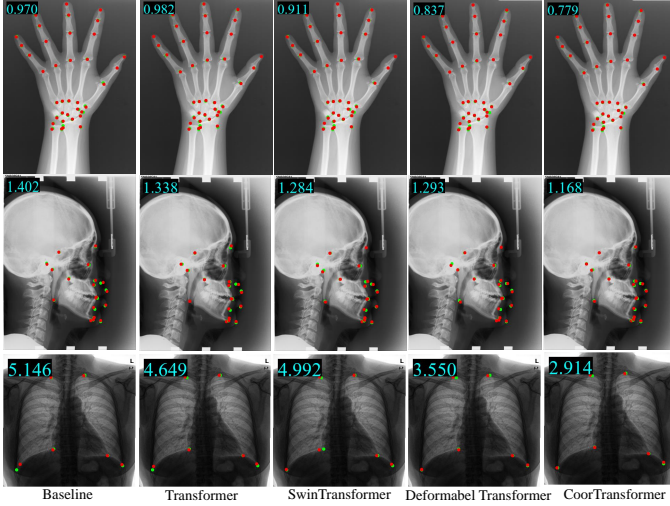 0.970 0.982 0.911 0.837 0.779
1.402 1.338 1.284 1.293 1.168
L L L L L
5.146 4.649 4.992 3.550 2.914
Baseline Transformer SwinTransformer Deformabel Transformer CoorTransformer